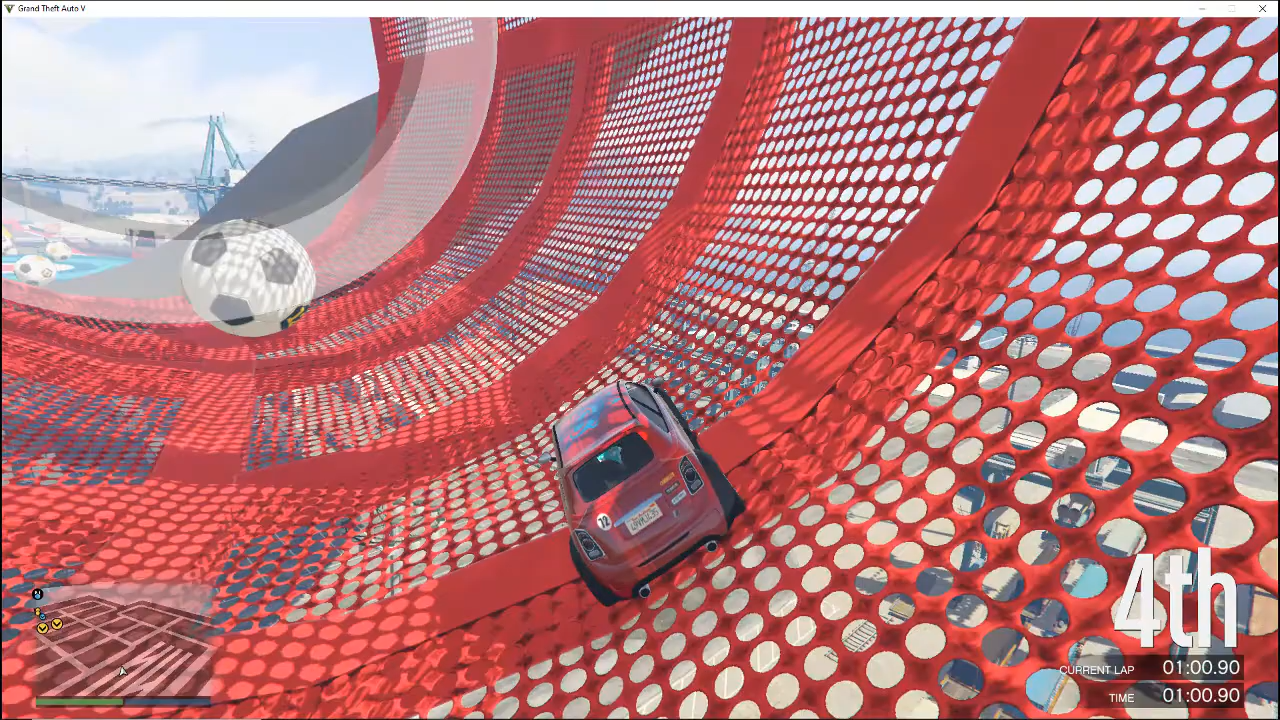 Grand Theft Auto V
12
4th
CURRENT LAP 01:00.90
TIME 01:00.90